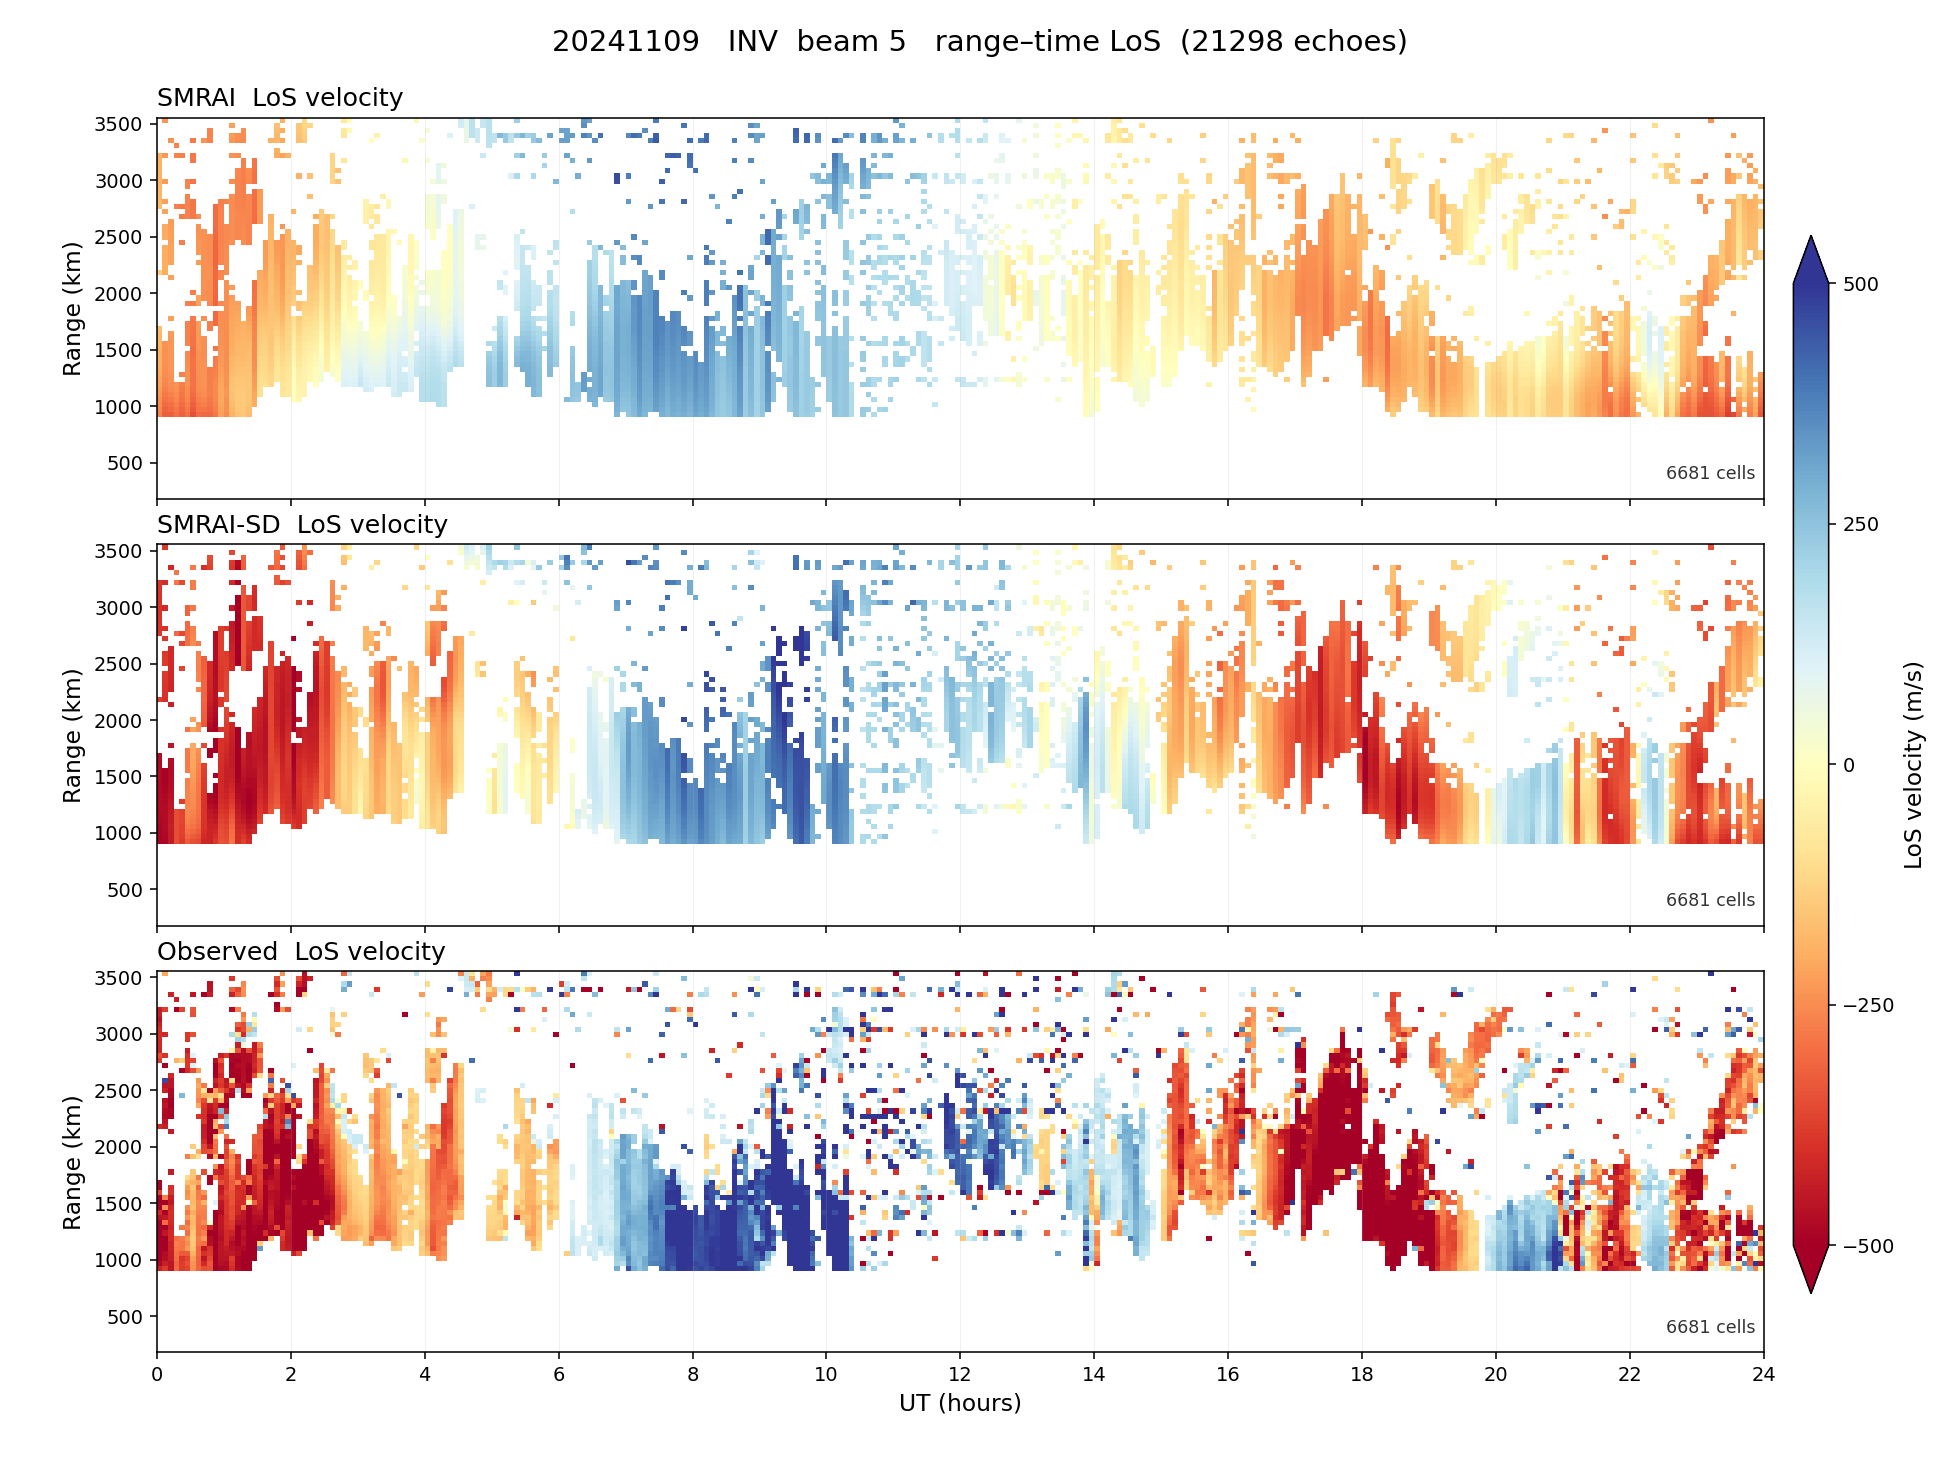 20241109   INV  beam 5   range–time LoS  (21298 echoes)
SMRAI  LoS velocity
3500
3000
2500
2000
1500
1000
500
Range (km)
6681 cells
SMRAI-SD  LoS velocity
3500
3000
2500
2000
1500
1000
500
Range (km)
6681 cells
Observed  LoS velocity
3500
3000
2500
2000
1500
1000
500
Range (km)
6681 cells
0 2 4 6 8 10 12 14 16 18 20 22 24
UT (hours)
500
250
0
−250
−500
LoS velocity (m/s)